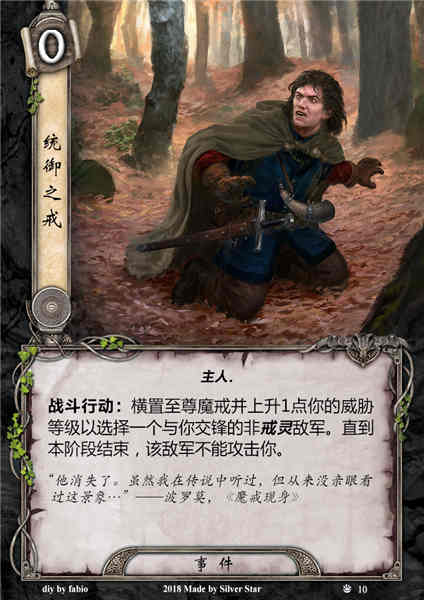 0
统御之戒
主人.
战斗行动：横置至尊魔戒并上升1点你的威胁
等级以选择一个与你交锋的非戒灵敌军。直到
本阶段结束，该敌军不能攻击你。
“他消失了。虽然我在传说中听过，但从来没亲眼看
过这景象…”——波罗莫，《魔戒现身》
事件
diy by fabio
2018 Made by Silver Star
10